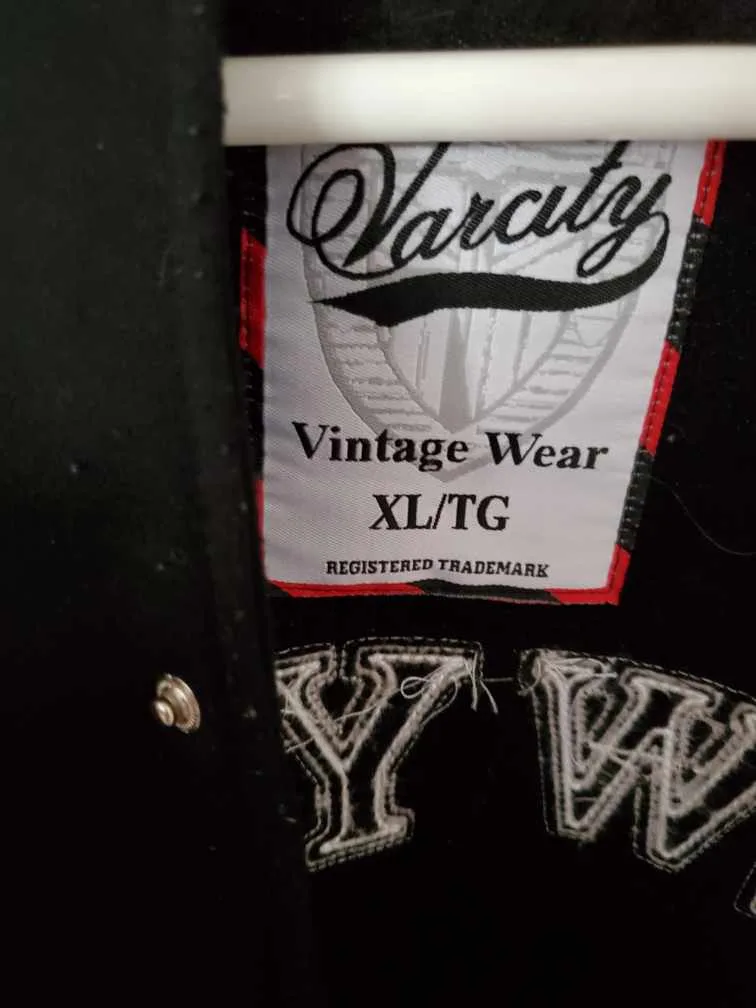 Varcity
Vintage Wear
XL/TG
REGISTERED TRADEMARK
Y W